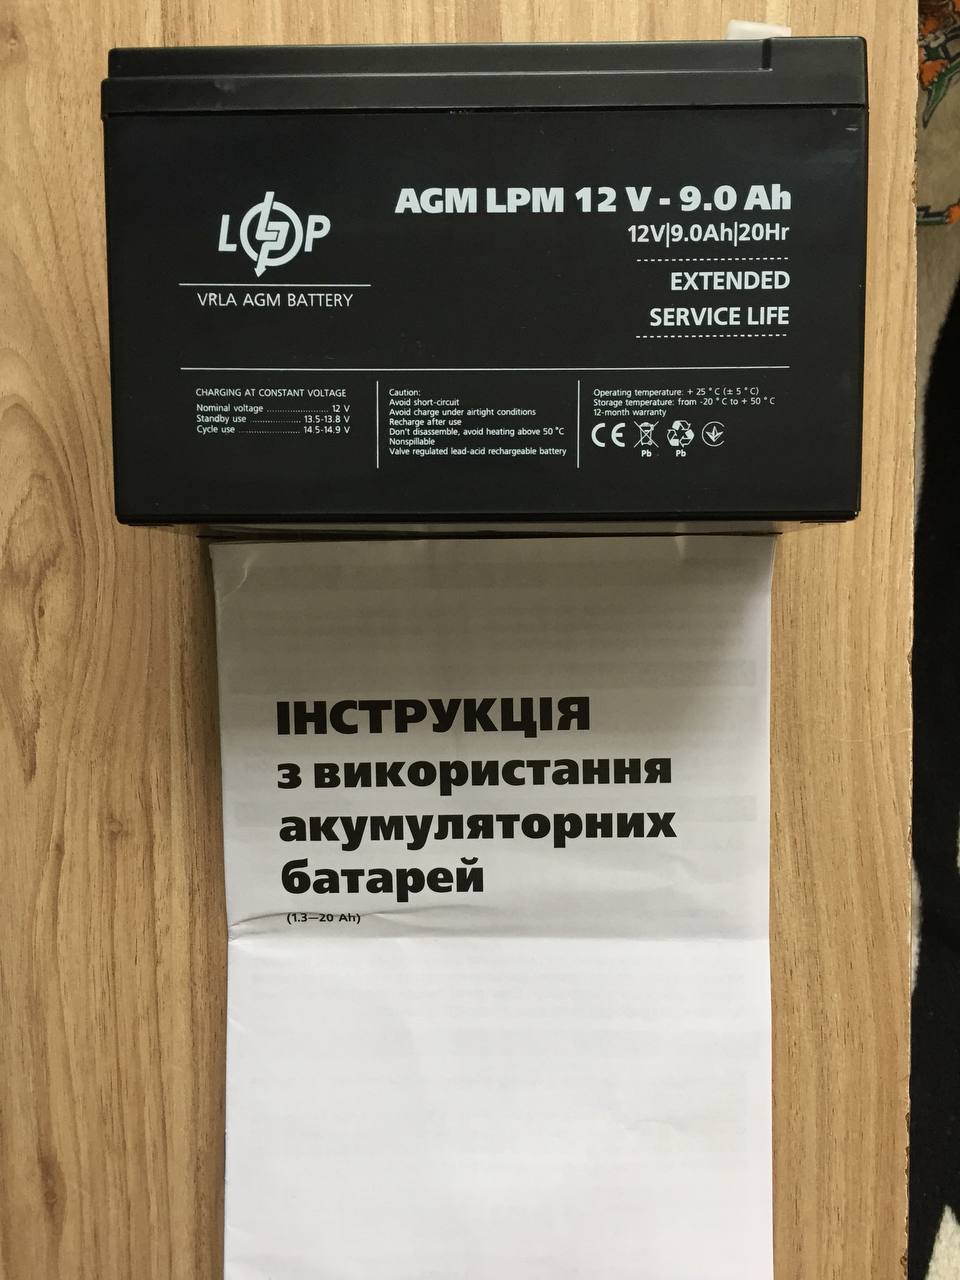 LP
VRLA AGM BATTERY
AGM LPM 12 V - 9.0 Ah
12V|9.0Ah|20Hr
EXTENDED
SERVICE LIFE
CHARGING AT CONSTANT VOLTAGE
Nominal voltage ..................... 12 V
Standby use ........................... 13.5-13.8 V
Cycle use ..................... 14.5-14.9 V
Caution:
Avoid short-circuit
Avoid charge under airtight conditions
Recharge after use
Don't disassemble, avoid heating above 50 °C
Nonspillable
Valve regulated lead-acid rechargeable battery
Operating temperature: + 25 °C (± 5 °C)
Storage temperature: from -20 °C to + 50 °C
12-month warranty
CE
Pb Pb
ІНСТРУКЦІЯ
з використання
акумуляторних
батарей
(1.3—20 Ah)